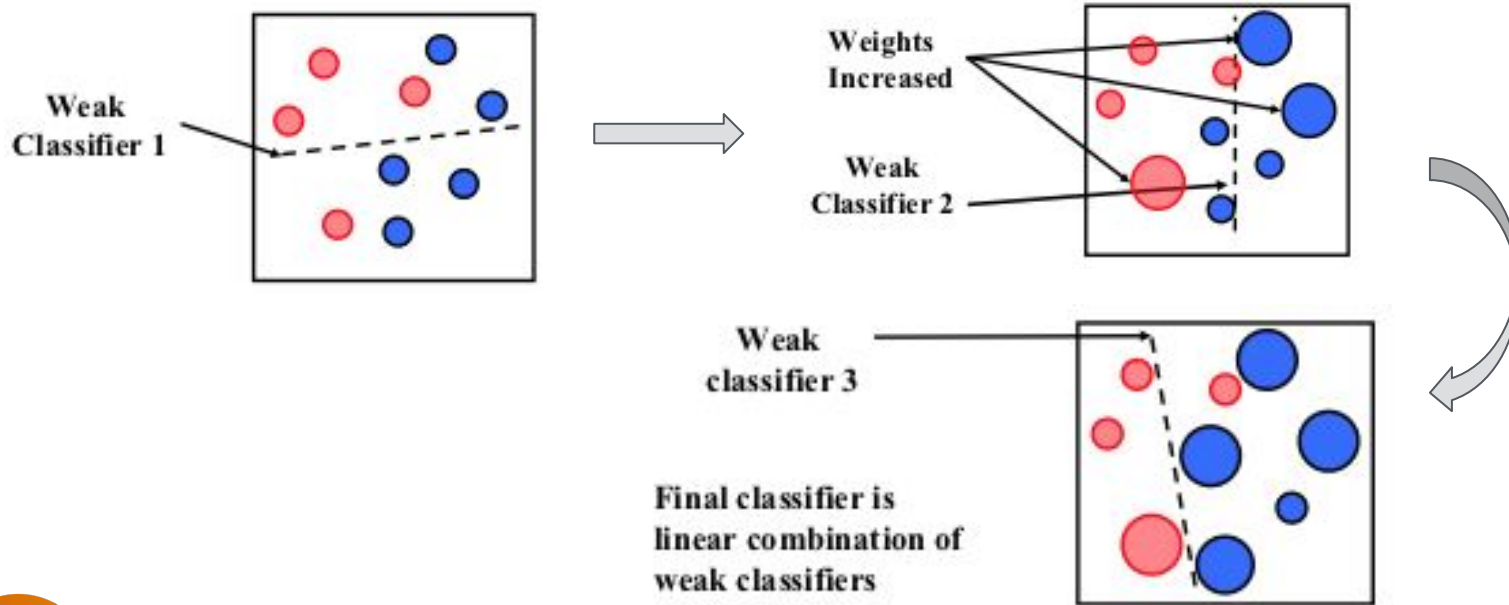 Weak
Classifier 1
Weights
Increased
Weak
Classifier 2
Weak
classifier 3
Final classifier is
linear combination of
weak classifiers